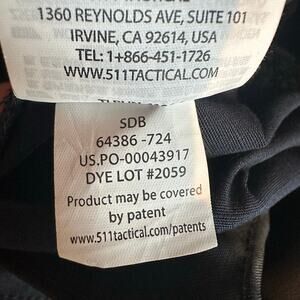 1360 REYNOLDS AVE, SUITE 101
IRVINE, CA 92614, USA
TEL: 1+866-451-1726
WWW.511TACTICAL.COM
SDB
64386 -724
US.PO-00043917
DYE LOT #2059
Product may be covered
by patent
www.511tactical.com/patents